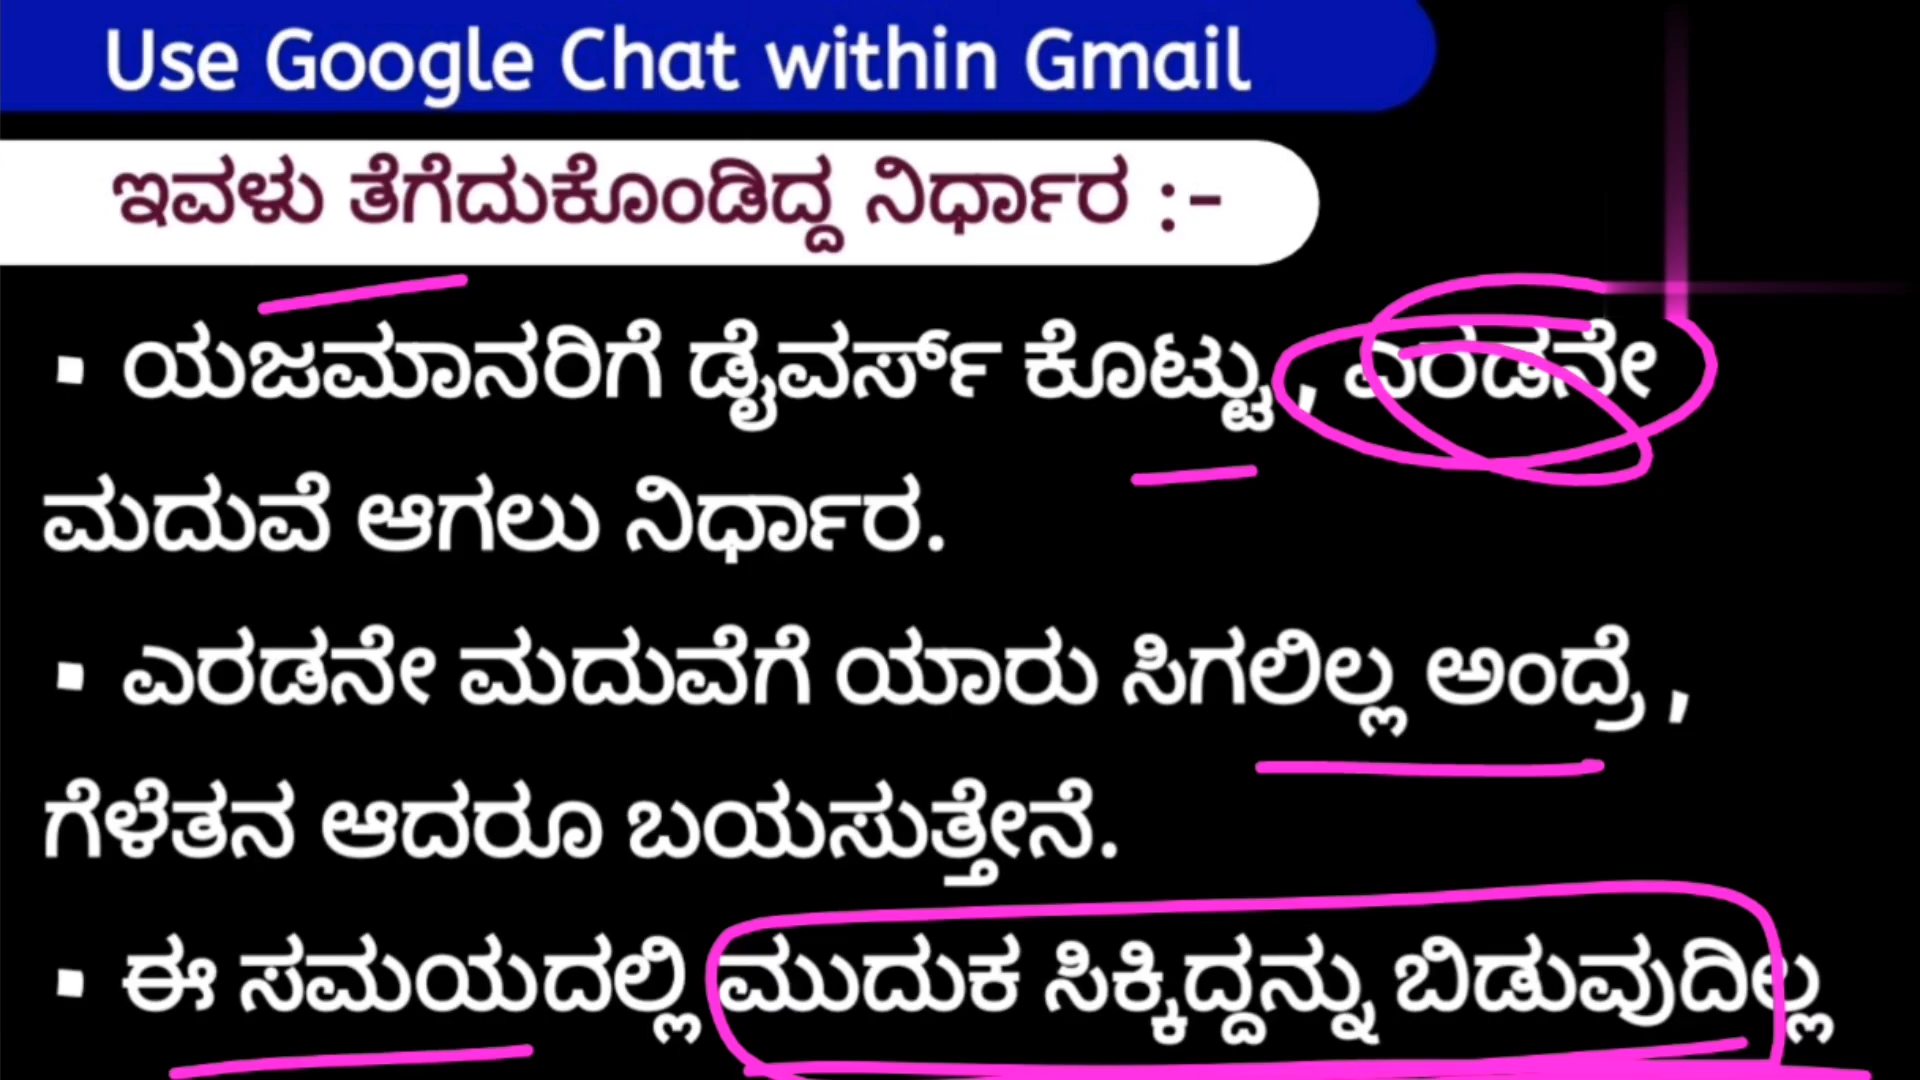 Use Google Chat within Gmail
ಇವಳು ತೆಗೆದುಕೊಂಡಿದ್ದ ನಿರ್ಧಾರ :-
▪ ಯಜಮಾನರಿಗೆ ಡೈವರ್ಸ್ ಕೊಟ್ಟು , ಎರಡನೇ
ಮದುವೆ ಆಗಲು ನಿರ್ಧಾರ.
▪ ಎರಡನೇ ಮದುವೆಗೆ ಯಾರು ಸಿಗಲಿಲ್ಲ ಅಂದ್ರೆ ,
ಗೆಳೆತನ ಆದರೂ ಬಯಸುತ್ತೇನೆ.
▪ ಈ ಸಮಯದಲ್ಲಿ ಮುದುಕ ಸಿಕ್ಕಿದ್ದನ್ನು ಬಿಡುವುದಿಲ್ಲ